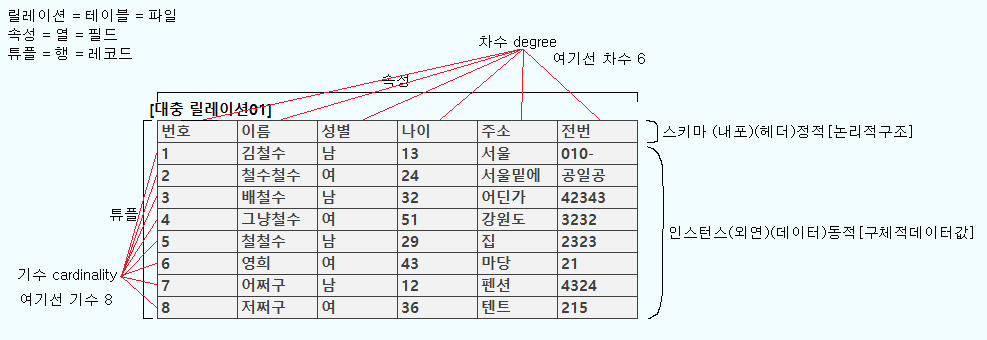 릴레이션 = 테이블 = 파일
속성 = 열 = 필드
튜플 = 행 = 레코드
차수 degree
여기선 차수 6
속성
[대충 릴레이션01]
번호 이름 성별 나이 주소 전번
스키마 (내포)(헤더)정적[논리적구조]
1 김철수 남 13 서울 010-
2 철수철수 여 24 서울밑에 공일공
3 배철수 남 32 어딘가 42343
튜플
4 그냥철수 여 51 강원도 3232
인스턴스(외연)(데이터)동적[구체적데이터값]
5 철철수 남 29 집 2323
6 영희 여 43 마당 21
기수 cardinality
7 어쩌구 남 12 펜션 4324
여기선 기수 8
8 저쩌구 여 36 텐트 215